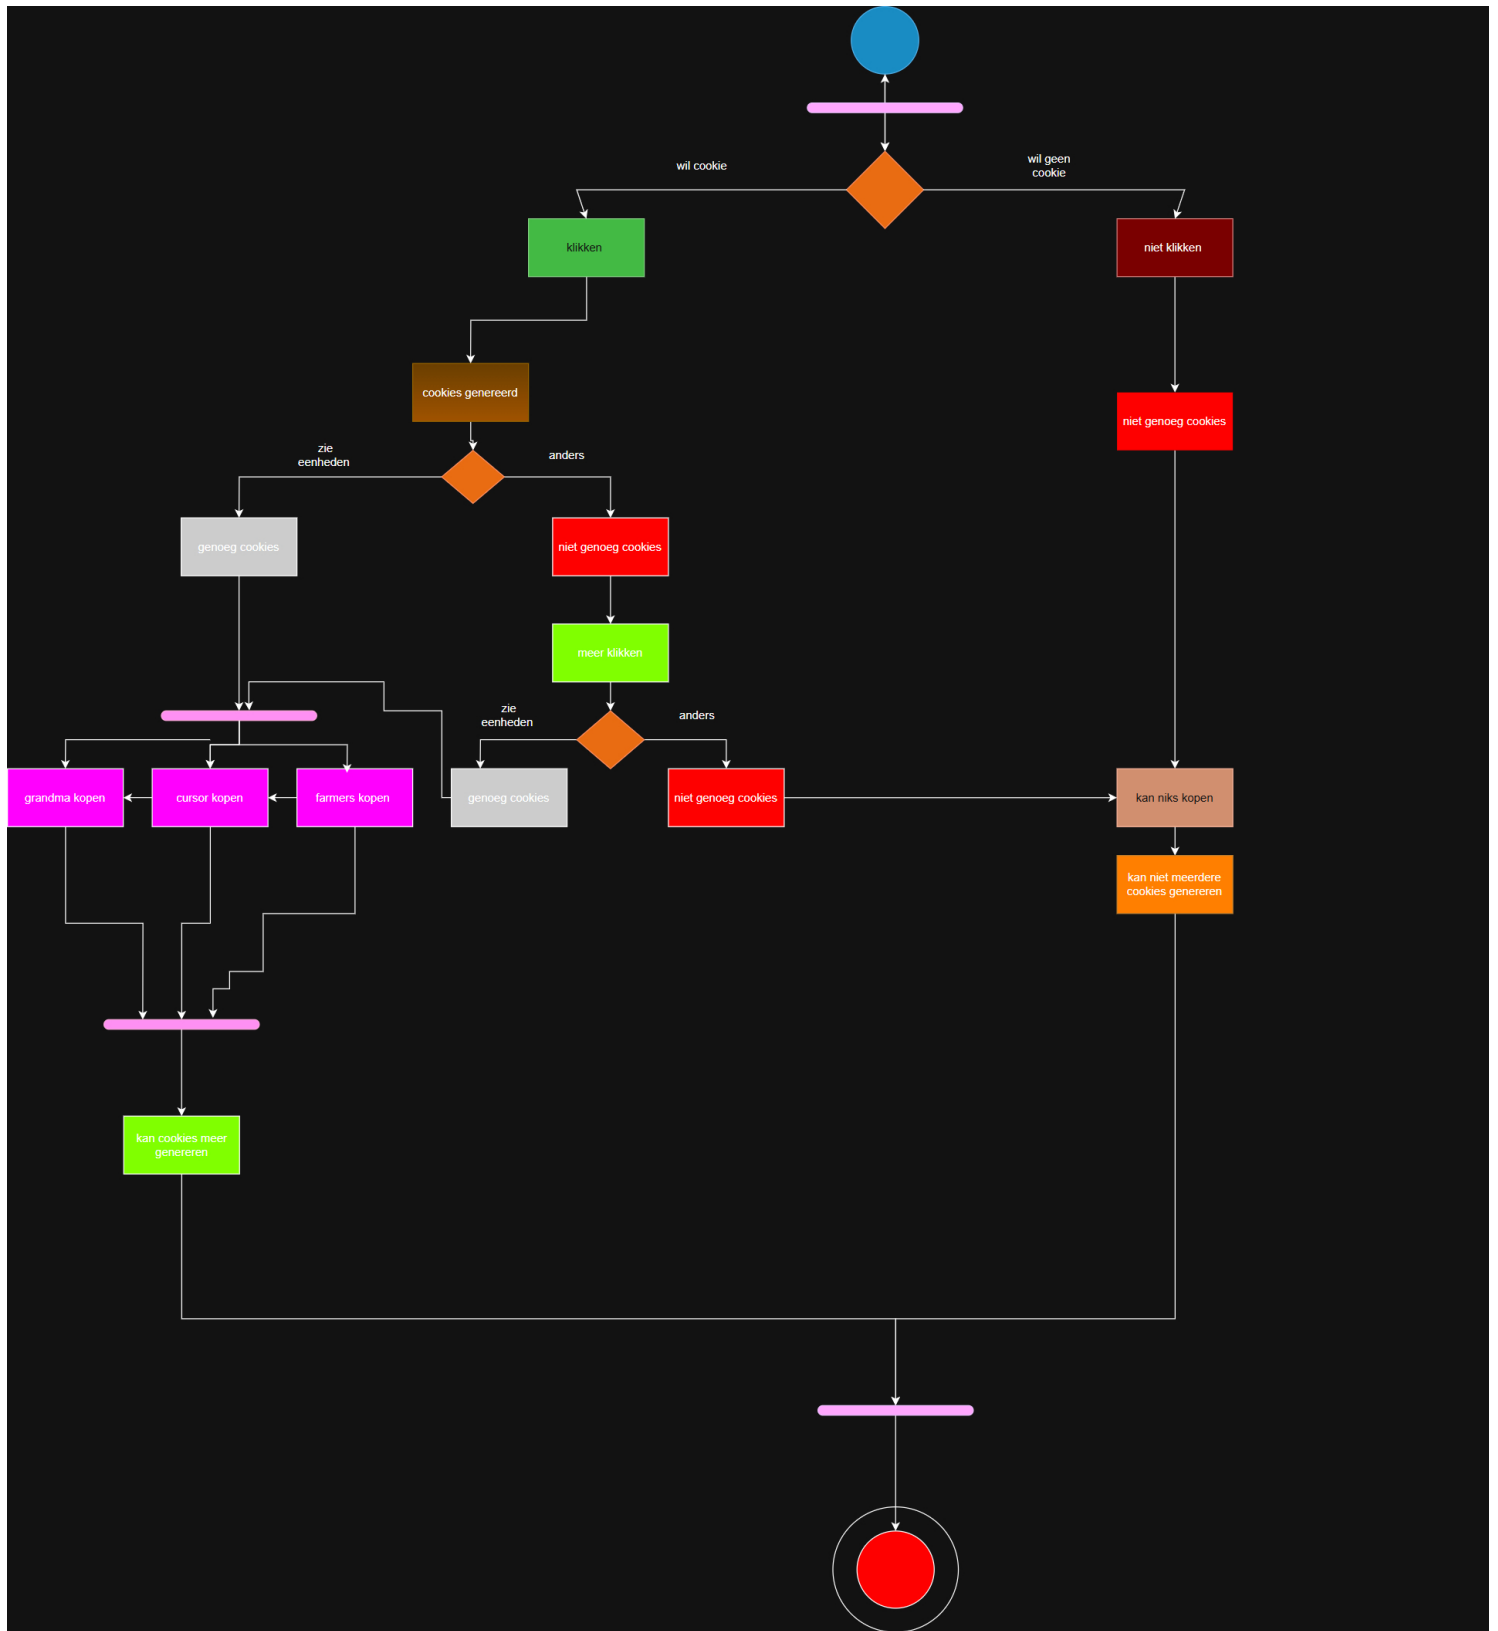 wil cookie
wil geen
cookie
klikken
niet klikken
cookies genereerd
niet genoeg cookies
zie
eenheden
anders
genoeg cookies
niet genoeg cookies
meer klikken
zie
eenheden
anders
grandma kopen
cursor kopen
farmers kopen
genoeg cookies
niet genoeg cookies
kan niks kopen
kan niet meerdere
cookies genereren
kan cookies meer
genereren